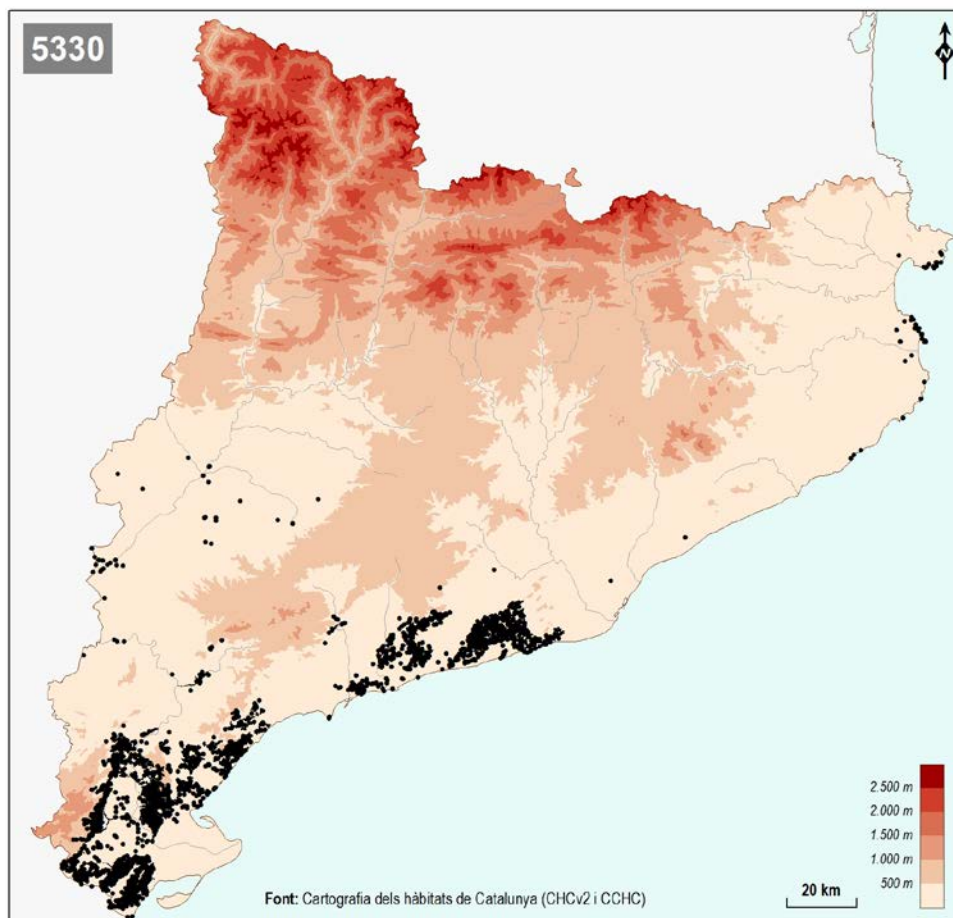 5330
N
2.500 m
2.000 m
1.500 m
1.000 m
500 m
Font: Cartografia dels hàbitats de Catalunya (CHCv2 i CCHC)
20 km